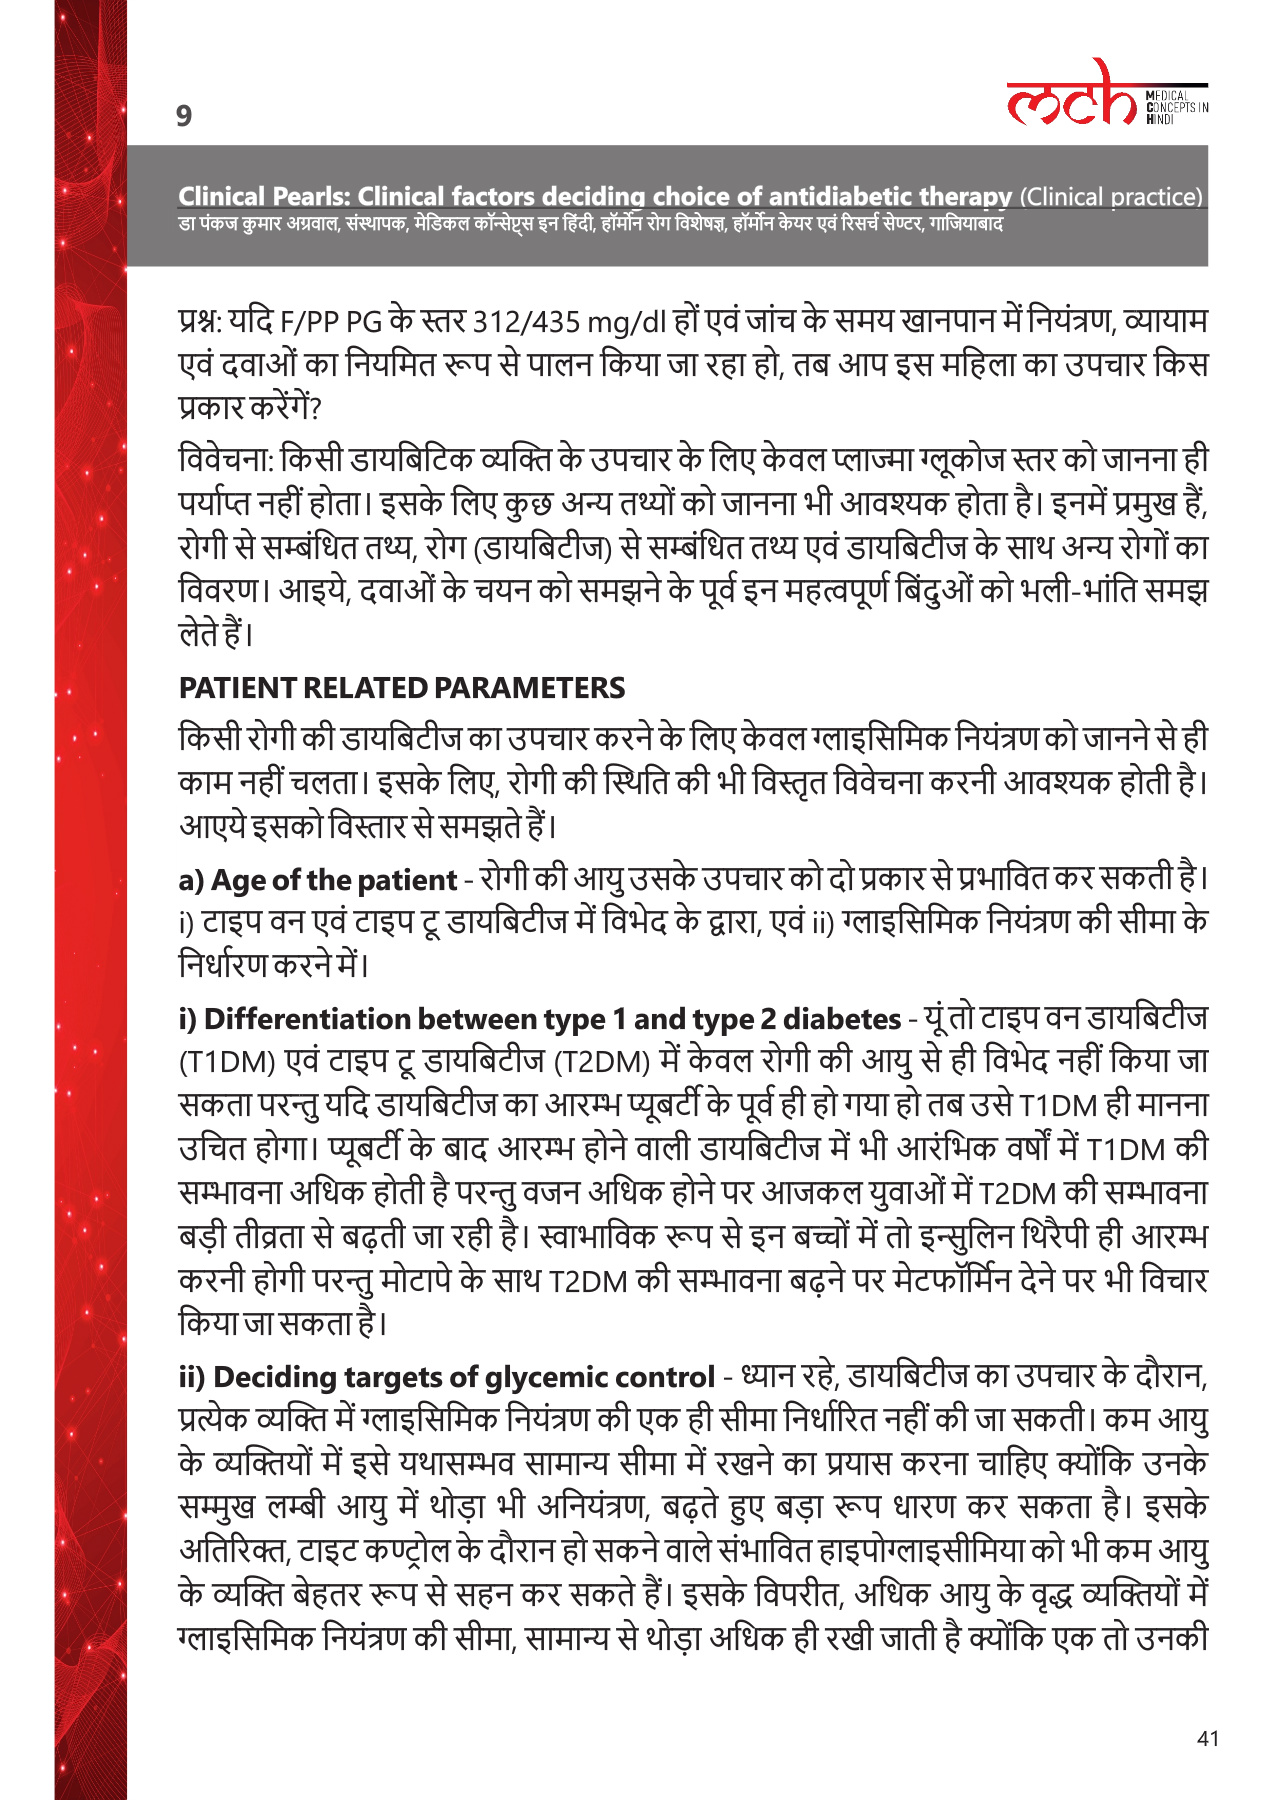 9
mch
MEDICAL
CONCEPTS IN
HINDI
Clinical Pearls: Clinical factors deciding choice of antidiabetic therapy (Clinical practice)
डा पंकज कुमार अग्रवाल, संस्थापक, मेडिकल कॉन्सेप्ट्स इन हिंदी, हॉर्मोन रोग विशेषज्ञ, हॉर्मोन केयर एवं रिसर्च सेण्टर, गाजियाबाद
प्रश्न: यदि F/PP PG के स्तर 312/435 mg/dl हों एवं जांच के समय खानपान में नियंत्रण, व्यायाम
एवं दवाओं का नियमित रूप से पालन किया जा रहा हो, तब आप इस महिला का उपचार किस
प्रकार करेंगें?
विवेचना: किसी डायबिटिक व्यक्ति के उपचार के लिए केवल प्लाज्मा ग्लूकोज स्तर को जानना ही
पर्याप्त नहीं होता। इसके लिए कुछ अन्य तथ्यों को जानना भी आवश्यक होता है। इनमें प्रमुख हैं,
रोगी से सम्बंधित तथ्य, रोग (डायबिटीज) से सम्बंधित तथ्य एवं डायबिटीज के साथ अन्य रोगों का
विवरण। आइये, दवाओं के चयन को समझने के पूर्व इन महत्वपूर्ण बिंदुओं को भली-भांति समझ
लेते हैं।
PATIENT RELATED PARAMETERS
किसी रोगी की डायबिटीज का उपचार करने के लिए केवल ग्लाइसिमिक नियंत्रण को जानने से ही
काम नहीं चलता। इसके लिए, रोगी की स्थिति की भी विस्तृत विवेचना करनी आवश्यक होती है।
आएये इसको विस्तार से समझते हैं।
a) Age of the patient - रोगी की आयु उसके उपचार को दो प्रकार से प्रभावित कर सकती है।
i) टाइप वन एवं टाइप टू डायबिटीज में विभेद के द्वारा, एवं ii) ग्लाइसिमिक नियंत्रण की सीमा के
निर्धारण करने में।
i) Differentiation between type 1 and type 2 diabetes - यूं तो टाइप वन डायबिटीज
(T1DM) एवं टाइप टू डायबिटीज (T2DM) में केवल रोगी की आयु से ही विभेद नहीं किया जा
सकता परन्तु यदि डायबिटीज का आरम्भ प्यूबर्टी के पूर्व ही हो गया हो तब उसे T1DM ही मानना
उचित होगा। प्यूबर्टी के बाद आरम्भ होने वाली डायबिटीज में भी आरंभिक वर्षों में T1DM की
सम्भावना अधिक होती है परन्तु वजन अधिक होने पर आजकल युवाओं में T2DM की सम्भावना
बड़ी तीव्रता से बढ़ती जा रही है। स्वाभाविक रूप से इन बच्चों में तो इन्सुलिन थिरैपी ही आरम्भ
करनी होगी परन्तु मोटापे के साथ T2DM की सम्भावना बढ़ने पर मेटफॉर्मिन देने पर भी विचार
किया जा सकता है।
ii) Deciding targets of glycemic control - ध्यान रहे, डायबिटीज का उपचार के दौरान,
प्रत्येक व्यक्ति में ग्लाइसिमिक नियंत्रण की एक ही सीमा निर्धारित नहीं की जा सकती। कम आयु
के व्यक्तियों में इसे यथासम्भव सामान्य सीमा में रखने का प्रयास करना चाहिए क्योंकि उनके
सम्मुख लम्बी आयु में थोड़ा भी अनियंत्रण, बढ़ते हुए बड़ा रूप धारण कर सकता है। इसके
अतिरिक्त, टाइट कण्ट्रोल के दौरान हो सकने वाले संभावित हाइपोग्लाइसीमिया को भी कम आयु
के व्यक्ति बेहतर रूप से सहन कर सकते हैं। इसके विपरीत, अधिक आयु के वृद्ध व्यक्तियों में
ग्लाइसिमिक नियंत्रण की सीमा, सामान्य से थोड़ा अधिक ही रखी जाती है क्योंकि एक तो उनकी
41